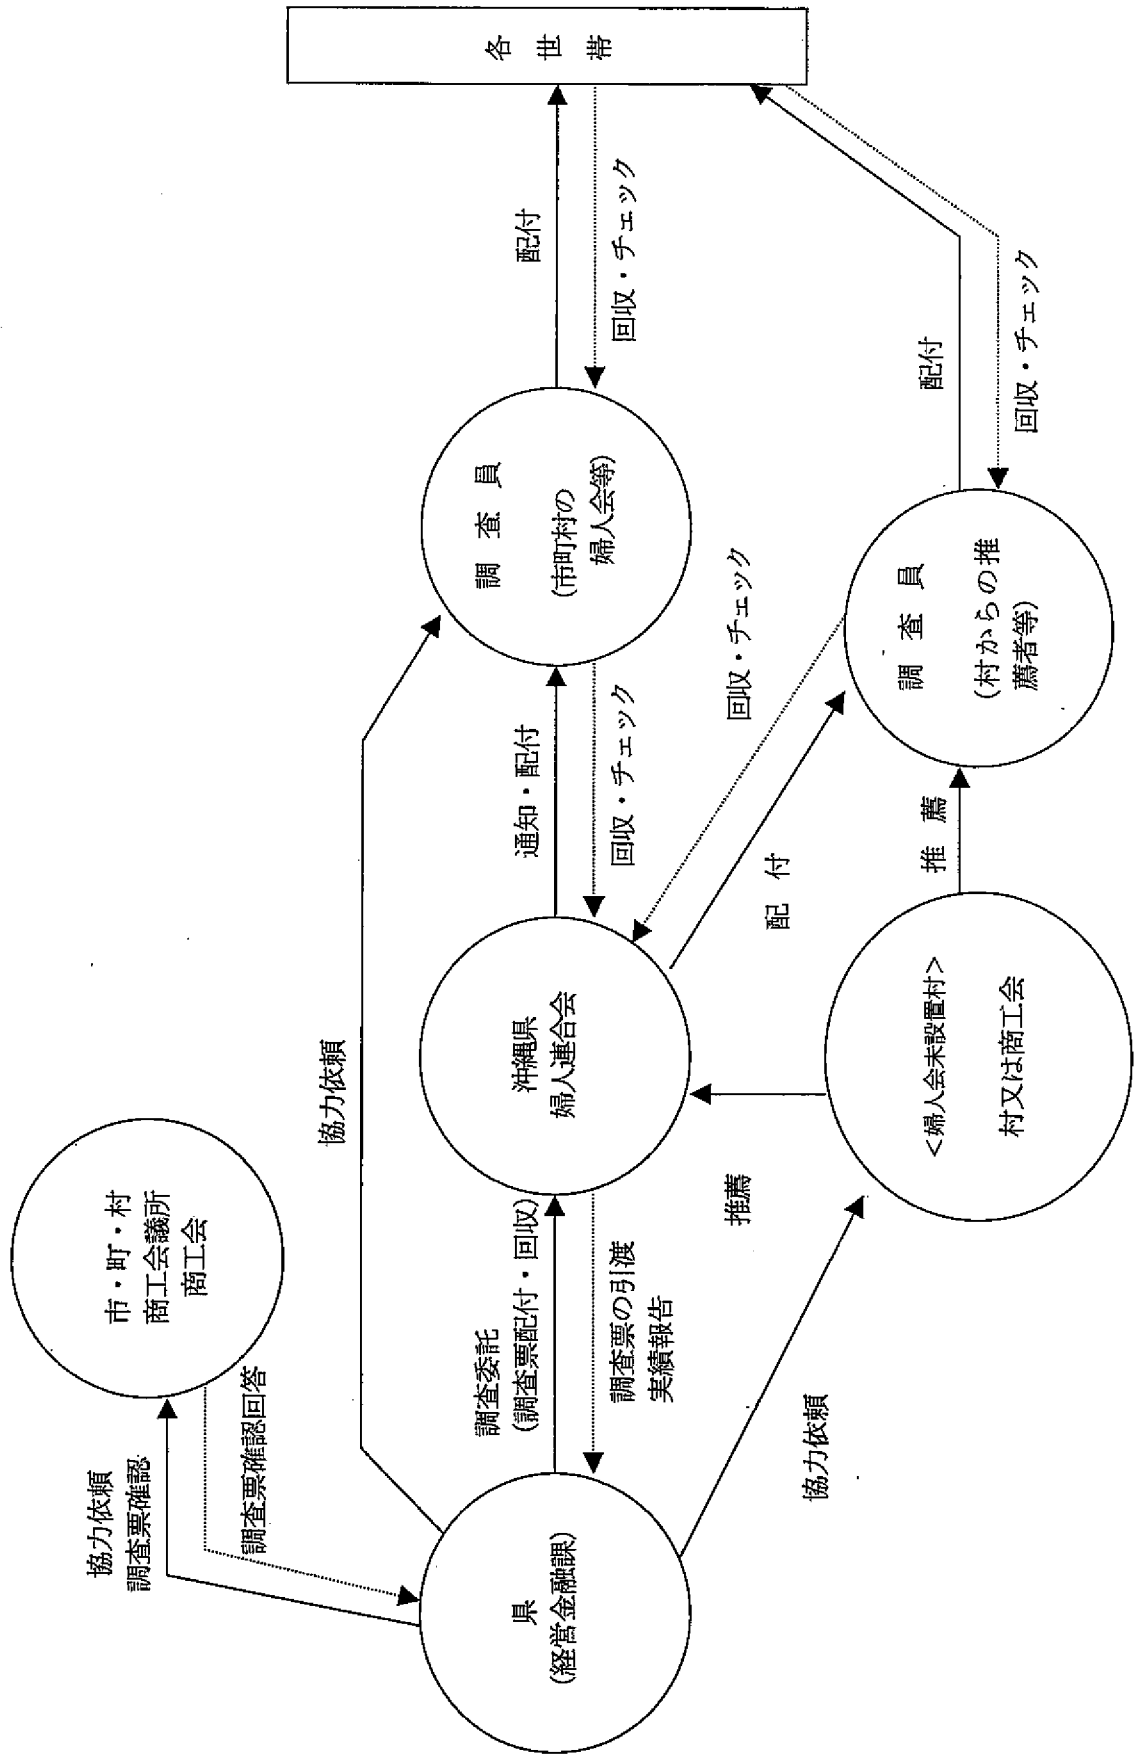 市・町・村
商工会議所
商工会
協力依頼
調査票確認
調査票確認回答
協力依頼
県
(経営金融課)
調査委託
(調査票配付・回収)
調査票の引渡
実績報告
沖縄県
婦人連合会
通知・配付
回収・チェック
調査員
(市町村の
婦人会等)
配付
回収・チェック
各世帯
協力依頼
推薦
<婦人会未設置村>
村又は商工会
配付
回収・チェック
推薦
調査員
(村からの推
薦者等)
配付
回収・チェック